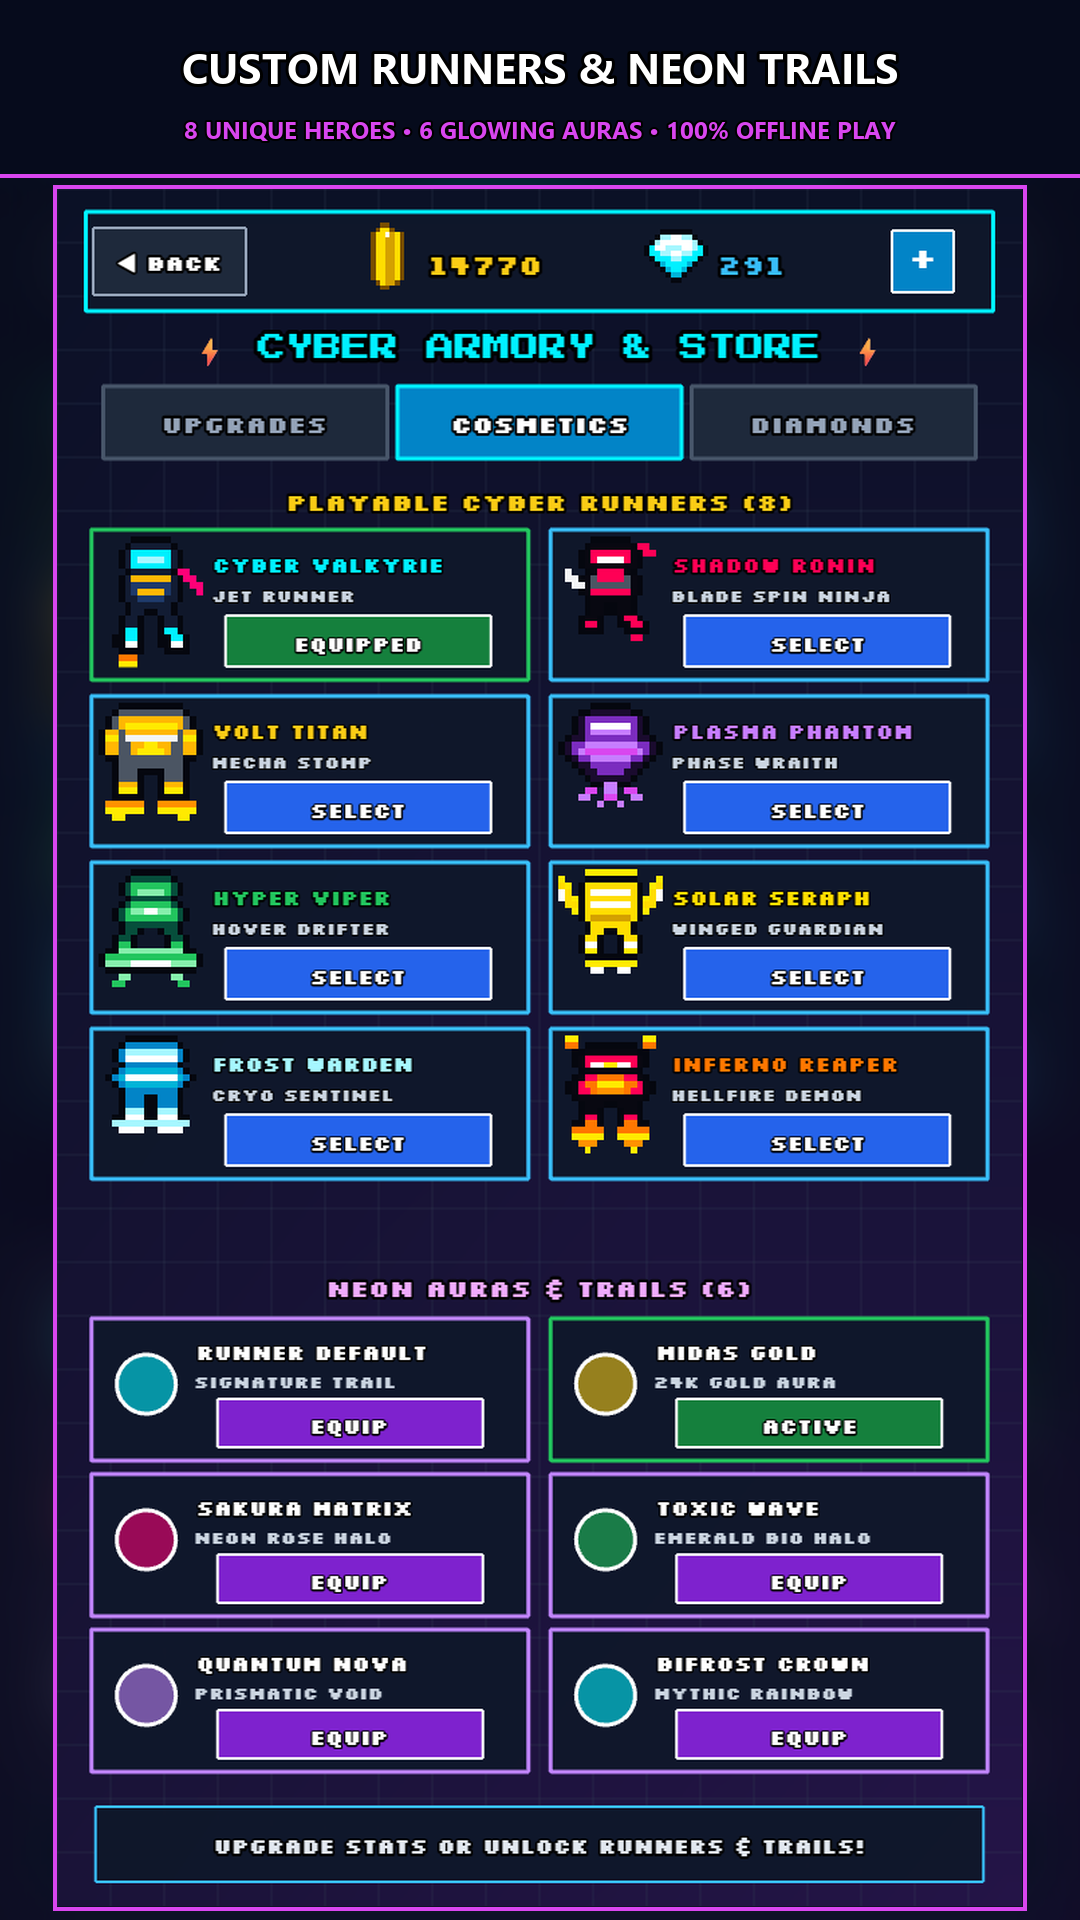 CUSTOM RUNNERS & NEON TRAILS
8 UNIQUE HEROES • 6 GLOWING AURAS • 100% OFFLINE PLAY
◀ BACK 14770 291 +
CYBER ARMORY & STORE
UPGRADES COSMETICS DIAMONDS
PLAYABLE CYBER RUNNERS (8)
CYBER VALKYRIE
JET RUNNER
EQUIPPED
SHADOW RONIN
BLADE SPIN NINJA
SELECT
VOLT TITAN
MECHA STOMP
SELECT
PLASMA PHANTOM
PHASE WRAITH
SELECT
HYPER VIPER
HOVER DRIFTER
SELECT
SOLAR SERAPH
WINGED GUARDIAN
SELECT
FROST WARDEN
CRYO SENTINEL
SELECT
INFERNO REAPER
HELLFIRE DEMON
SELECT
NEON AURAS & TRAILS (6)
RUNNER DEFAULT
SIGNATURE TRAIL
EQUIP
MIDAS GOLD
24K GOLD AURA
ACTIVE
SAKURA MATRIX
NEON ROSE HALO
EQUIP
TOXIC WAVE
EMERALD BIO HALO
EQUIP
QUANTUM NOVA
PRISMATIC VOID
EQUIP
BIFROST CROWN
MYTHIC RAINBOW
EQUIP
UPGRADE STATS OR UNLOCK RUNNERS & TRAILS!